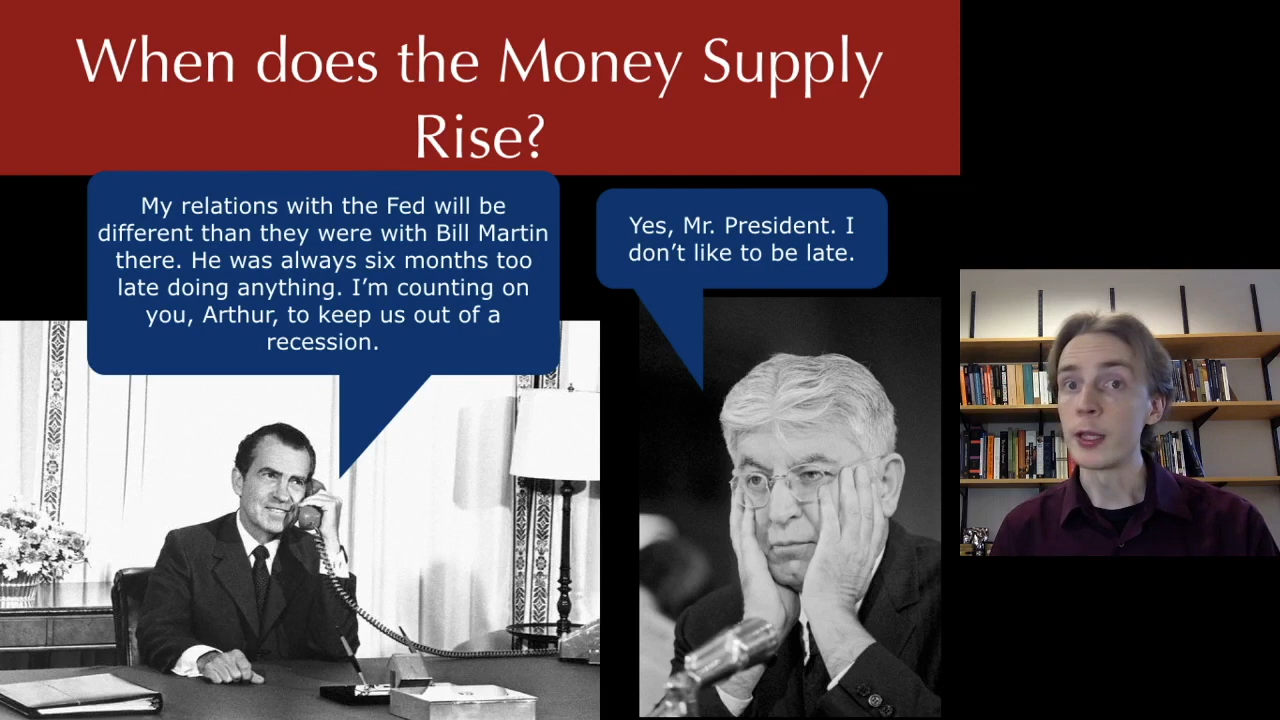 When does the Money Supply
Rise?
My relations with the Fed will be
different than they were with Bill Martin
there. He was always six months too
late doing anything. I’m counting on
you, Arthur, to keep us out of a
recession.
Yes, Mr. President. I
don’t like to be late.